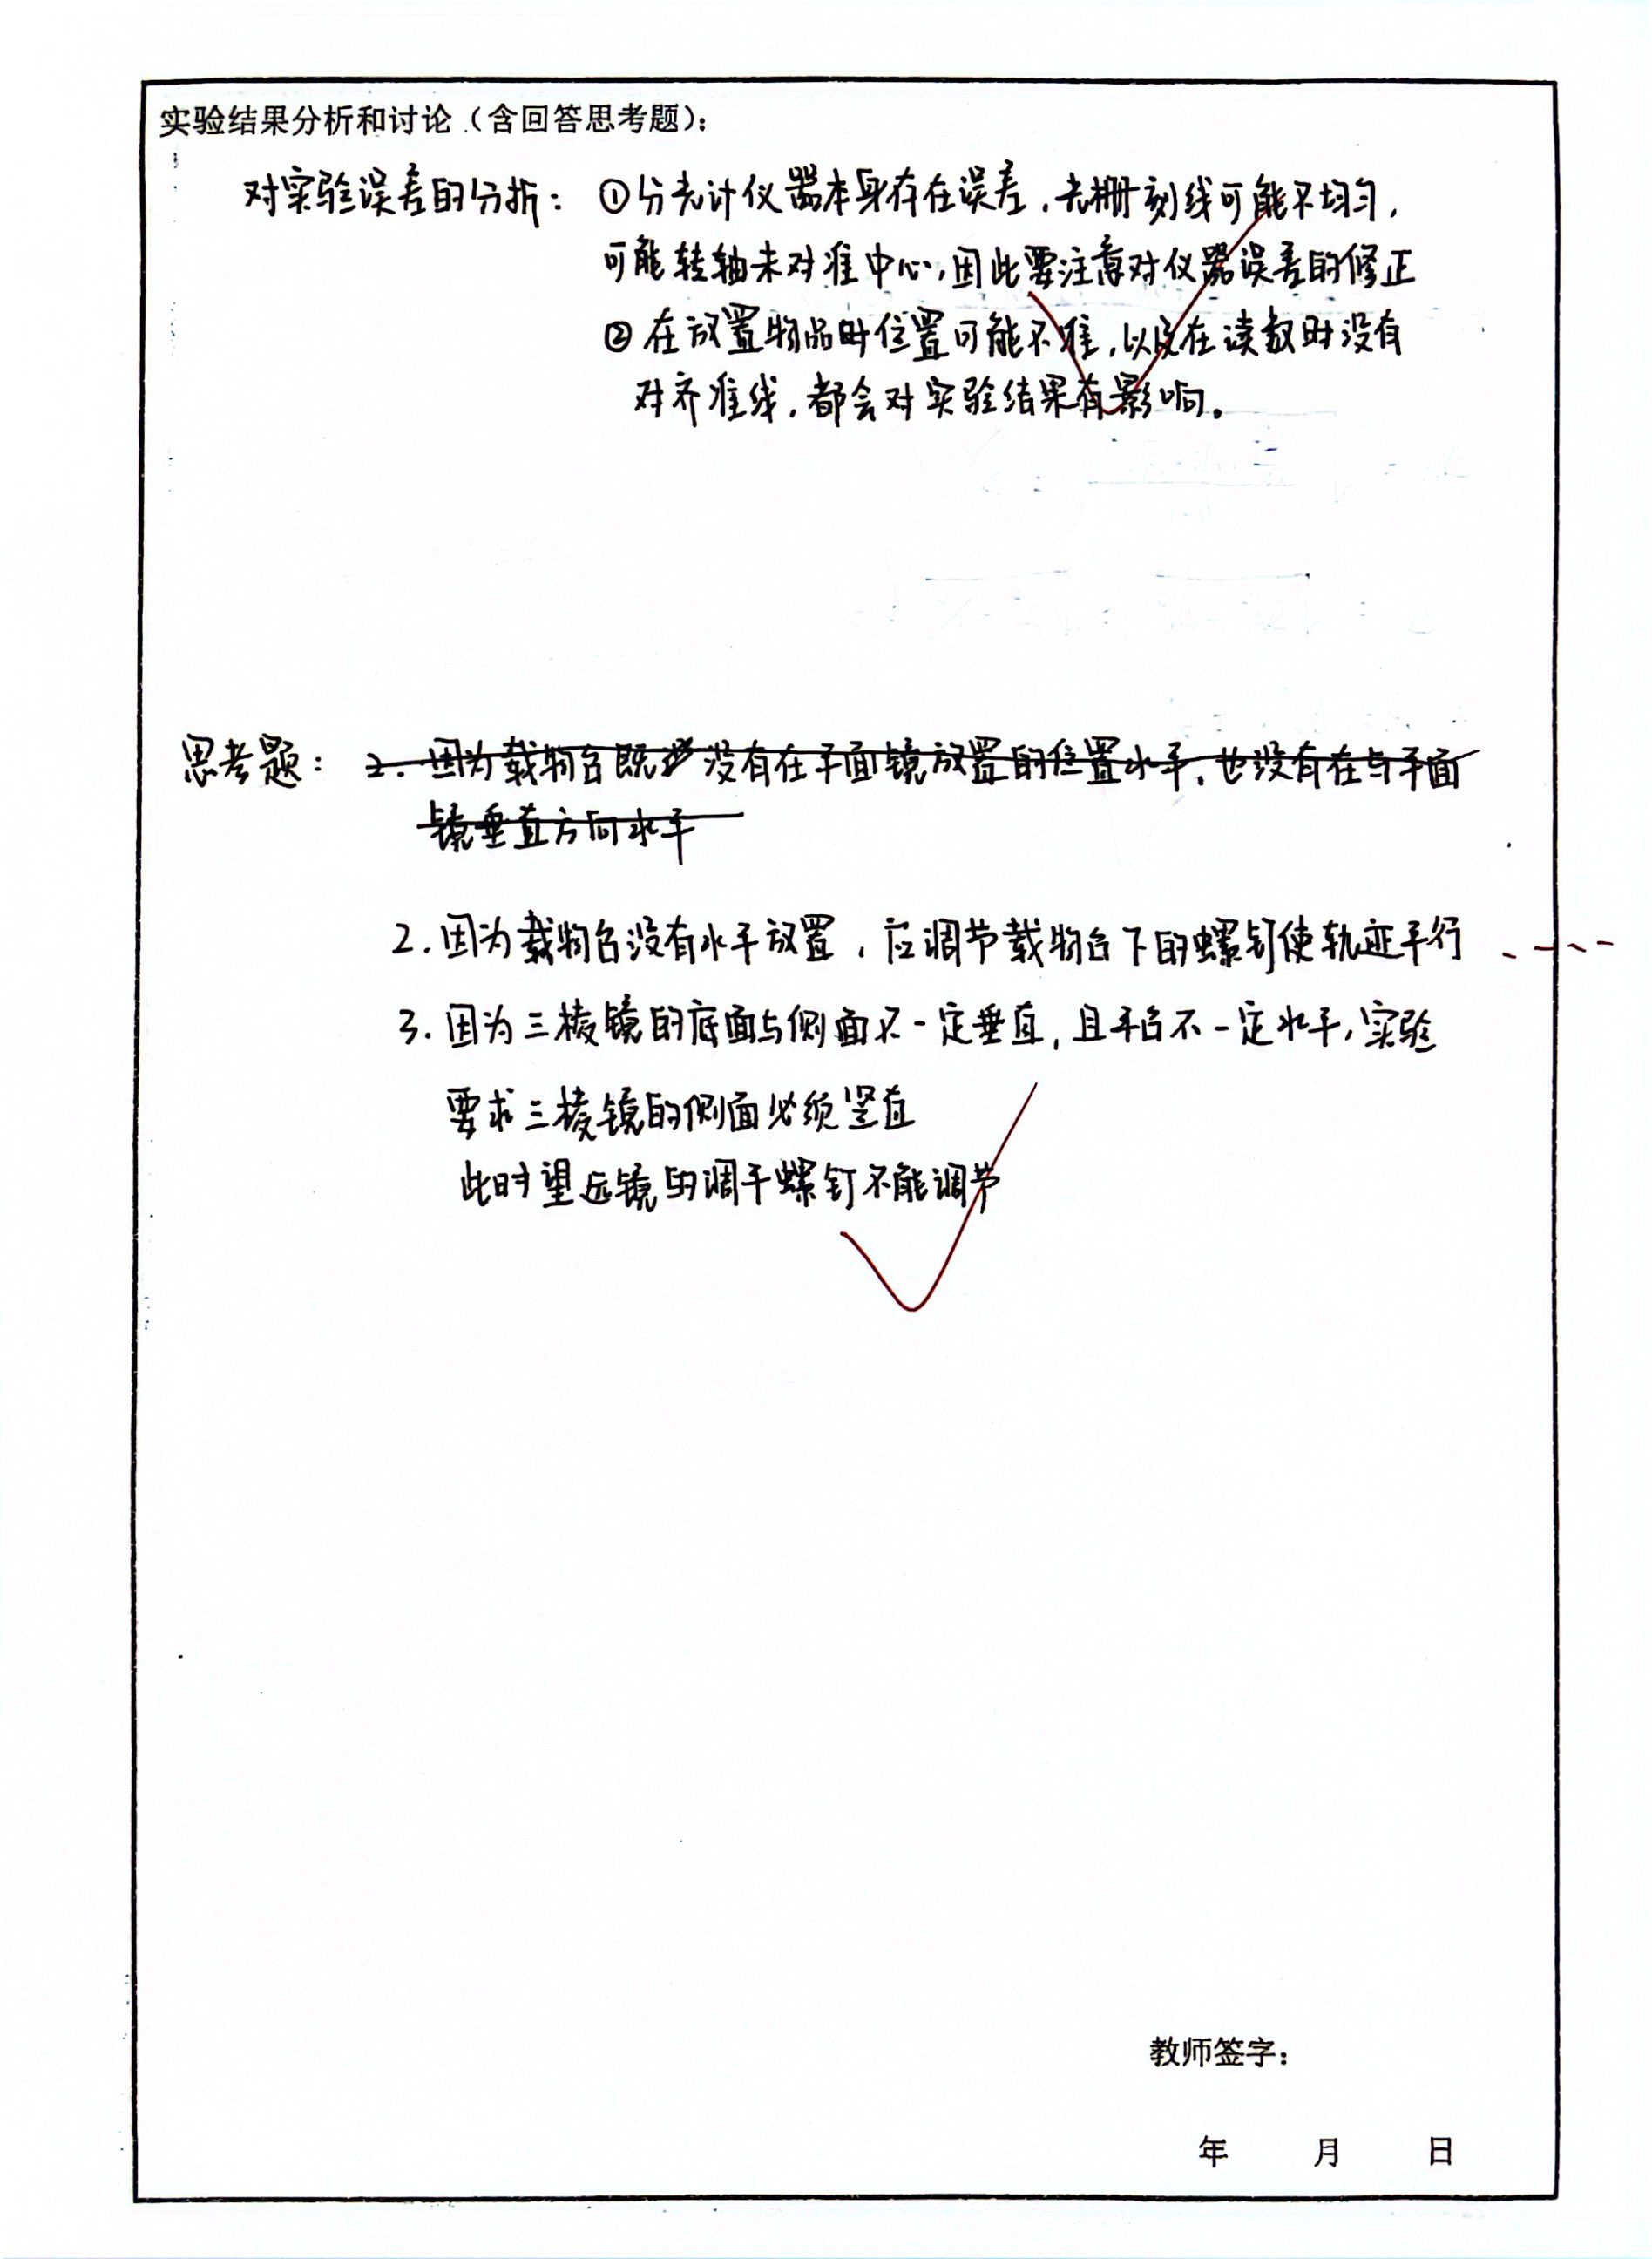 实验结果分析和讨论（含回答思考题）：
对实验误差的分析：①分光计仪器本身存在误差，光栅刻线可能不均匀，
可能转轴未对准中心，因此要注意对仪器误差的修正
②在放置物品时位置可能不准，以及在读数时没有
对齐准线，都会对实验结果有影响。
思考题：2.因为载物台既没有在平面镜放置的位置水平，也没有在与平面
镜垂直方向水平
2.因为载物台没有水平放置，应调节载物台下的螺钉使轨迹平行
3.因为三棱镜的底面与侧面不一定垂直，且平台不一定水平，实验
要求三棱镜的侧面必须竖直
此时望远镜的调平螺钉不能调节
教师签字：
年 月 日